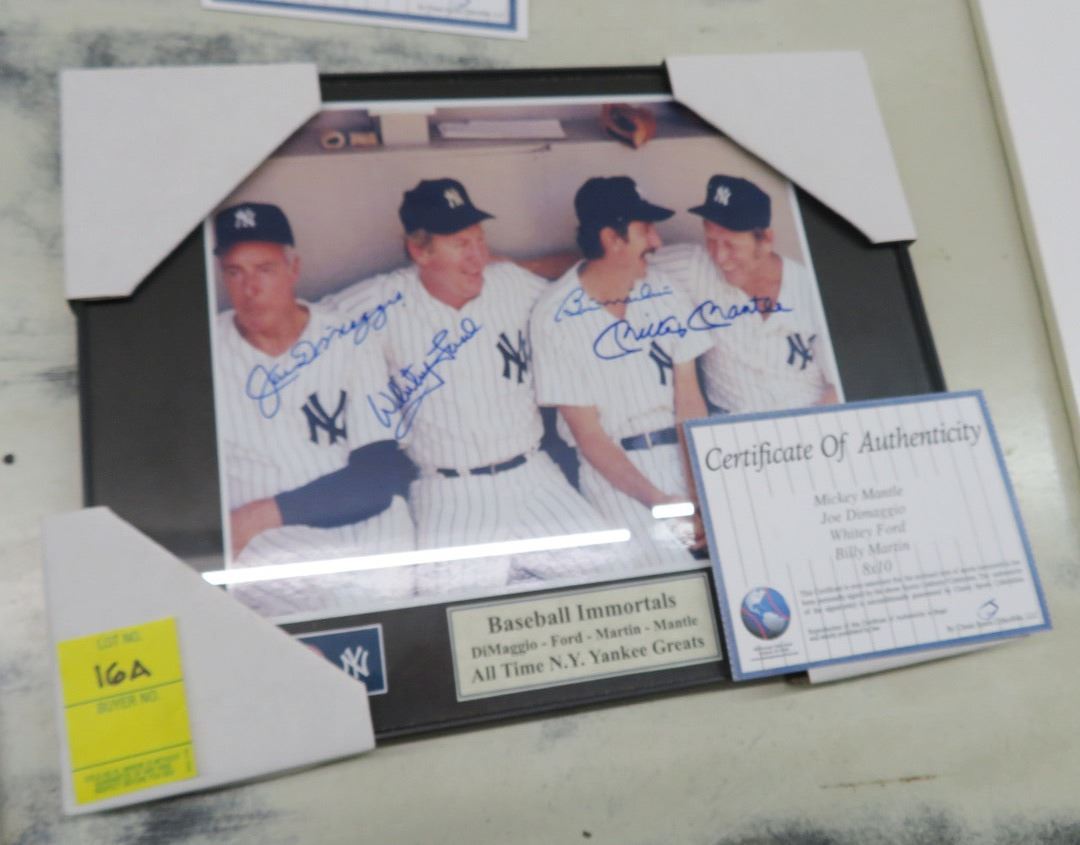 Joe DiMaggio
Whitey Ford
Billy Martin
Mickey Mantle
Certificate Of Authenticity
Mickey Mantle
Joe Dimaggio
Whitey Ford
Billy Martin
8x10
Baseball Immortals
DiMaggio - Ford - Martin - Mantle
All Time N.Y. Yankee Greats
LOT NO.
16A
BUYER NO.